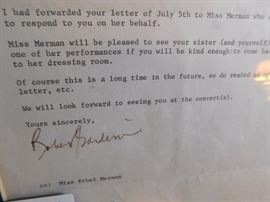 I had forwarded your letter of July 5th to Miss Merman who
to respond to you on her behalf.
Miss Merman will be pleased to see your sister (and yourself)
one of her performances if you will be kind enough to come
to her dressing room.
Of course this is a long time in the future, so do remind
letter, etc.
We will look forward to seeing you at the concert(s).
Yours sincerely,
Miss Ethel Merman